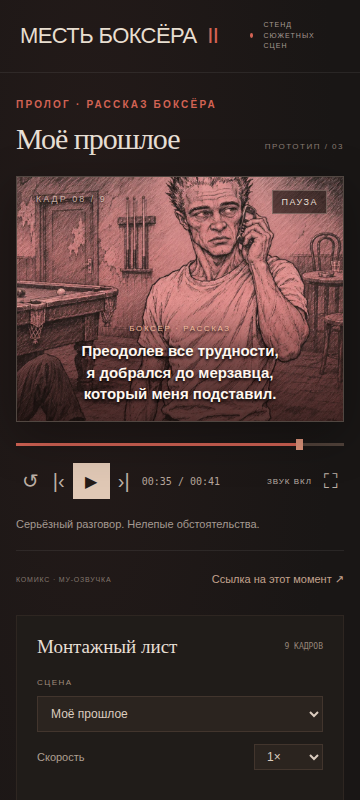 МЕСТЬ БОКСЁРА II
СТЕНД
СЮЖЕТНЫХ
СЦЕН
ПРОЛОГ · РАССКАЗ БОКСЁРА
Моё прошлое
ПРОТОТИП / 03
КАДР 08 / 9
ПАУЗА
БОКСЁР · РАССКАЗ
Преодолев все трудности,
я добрался до мерзавца,
который меня подставил.
00:35 / 00:41
ЗВУК ВКЛ
Серьёзный разговор. Нелепые обстоятельства.
КОМИКС · МУ-ОЗВУЧКА
Ссылка на этот момент ↗
Монтажный лист
9 КАДРОВ
СЦЕНА
Моё прошлое
Скорость
1×